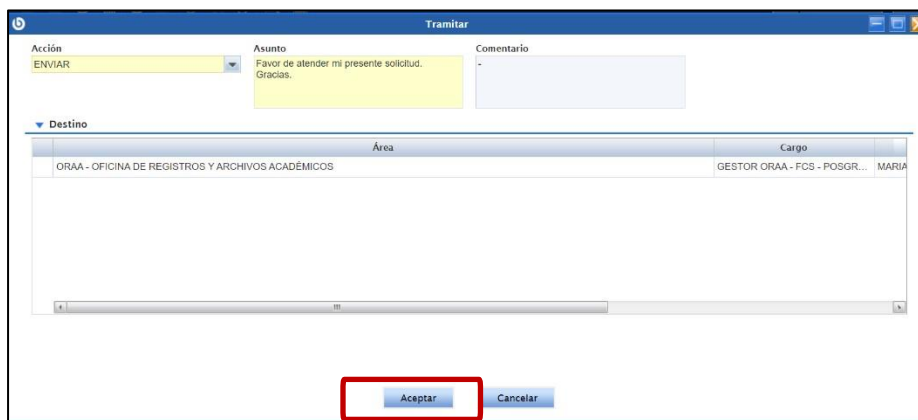 Tramitar
Acción
ENVIAR
Asunto
Favor de atender mi presente solicitud.
Gracias.
Comentario
-
Destino
Área
Cargo
ORAA - OFICINA DE REGISTROS Y ARCHIVOS ACADÉMICOS
GESTOR ORAA - FCS - POSGR...
MARIA
Aceptar
Cancelar